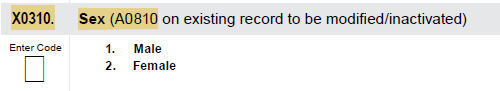 X0310. Sex (A0810 on existing record to be modified/inactivated)
Enter Code
1. Male
2. Female